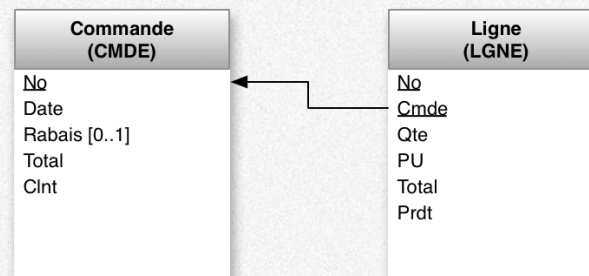 Commande
(CMDE)
No
Date
Rabais [0..1]
Total
Clnt
Ligne
(LGNE)
No
Cmde
Qte
PU
Total
Prdt